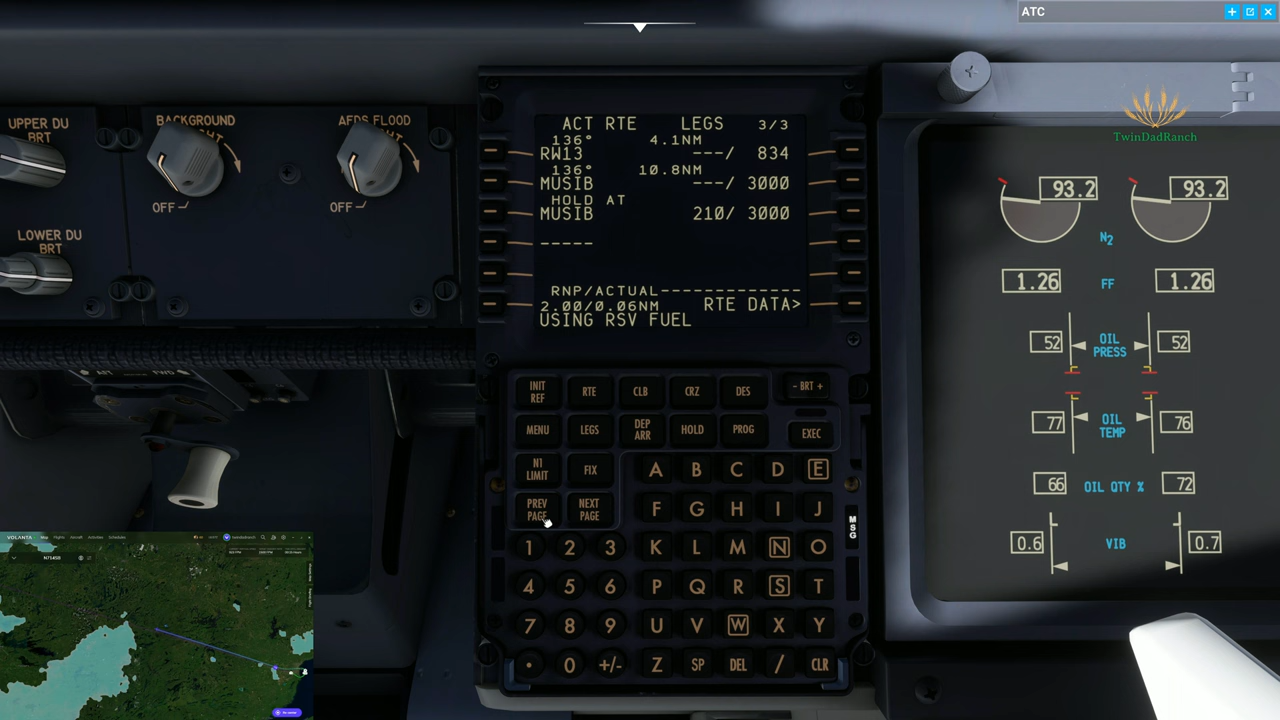 ATC
UPPER DU
BRT
BACKGROUND
AFDS FLOOD
OFF
OFF
LOWER DU
BRT
ACT RTE LEGS 3/3
136° 4.1NM
RW13 ---/ 834
136° 10.8NM
MUSIB ---/ 3000
HOLD AT
MUSIB 210/ 3000
-----
RNP/ACTUAL--------------
2.00/0.06NM RTE DATA>
USING RSV FUEL
INIT REF
RTE
CLB
CRZ
DES
- BRT +
MENU
LEGS
DEP ARR
HOLD
PROG
EXEC
N1 LIMIT
FIX
PREV PAGE
NEXT PAGE
A B C D E
F G H I J
1 2 3 K L M N O
4 5 6 P Q R S T
7 8 9 U V W X Y
. 0 +/- Z SP DEL / CLR
MSG
TwinDadRanch
93.2 93.2
N2
1.26 FF 1.26
52 OIL PRESS 52
77 OIL TEMP 76
66 OIL QTY % 72
0.6 VIB 0.7
VOLANTA